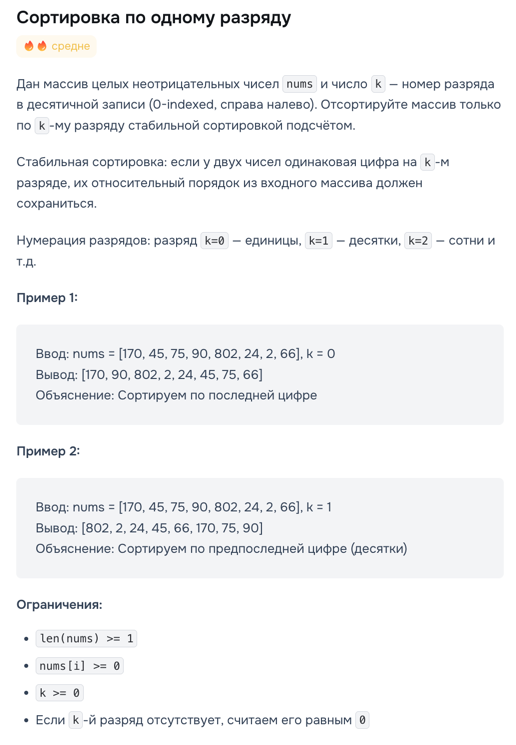 Сортировка по одному разряду
🔥🔥 средне
Дан массив целых неотрицательных чисел nums и число k — номер разряда
в десятичной записи (0-indexed, справа налево). Отсортируйте массив только
по k-му разряду стабильной сортировкой подсчётом.
Стабильная сортировка: если у двух чисел одинаковая цифра на k-м
разряде, их относительный порядок из входного массива должен
сохраниться.
Нумерация разрядов: разряд k=0 — единицы, k=1 — десятки, k=2 — сотни и
т.д.
Пример 1:
Ввод: nums = [170, 45, 75, 90, 802, 24, 2, 66], k = 0
Вывод: [170, 90, 802, 2, 24, 45, 75, 66]
Объяснение: Сортируем по последней цифре
Пример 2:
Ввод: nums = [170, 45, 75, 90, 802, 24, 2, 66], k = 1
Вывод: [802, 2, 24, 45, 66, 170, 75, 90]
Объяснение: Сортируем по предпоследней цифре (десятки)
Ограничения:
• len(nums) >= 1
• nums[i] >= 0
• k >= 0
• Если k-й разряд отсутствует, считаем его равным 0